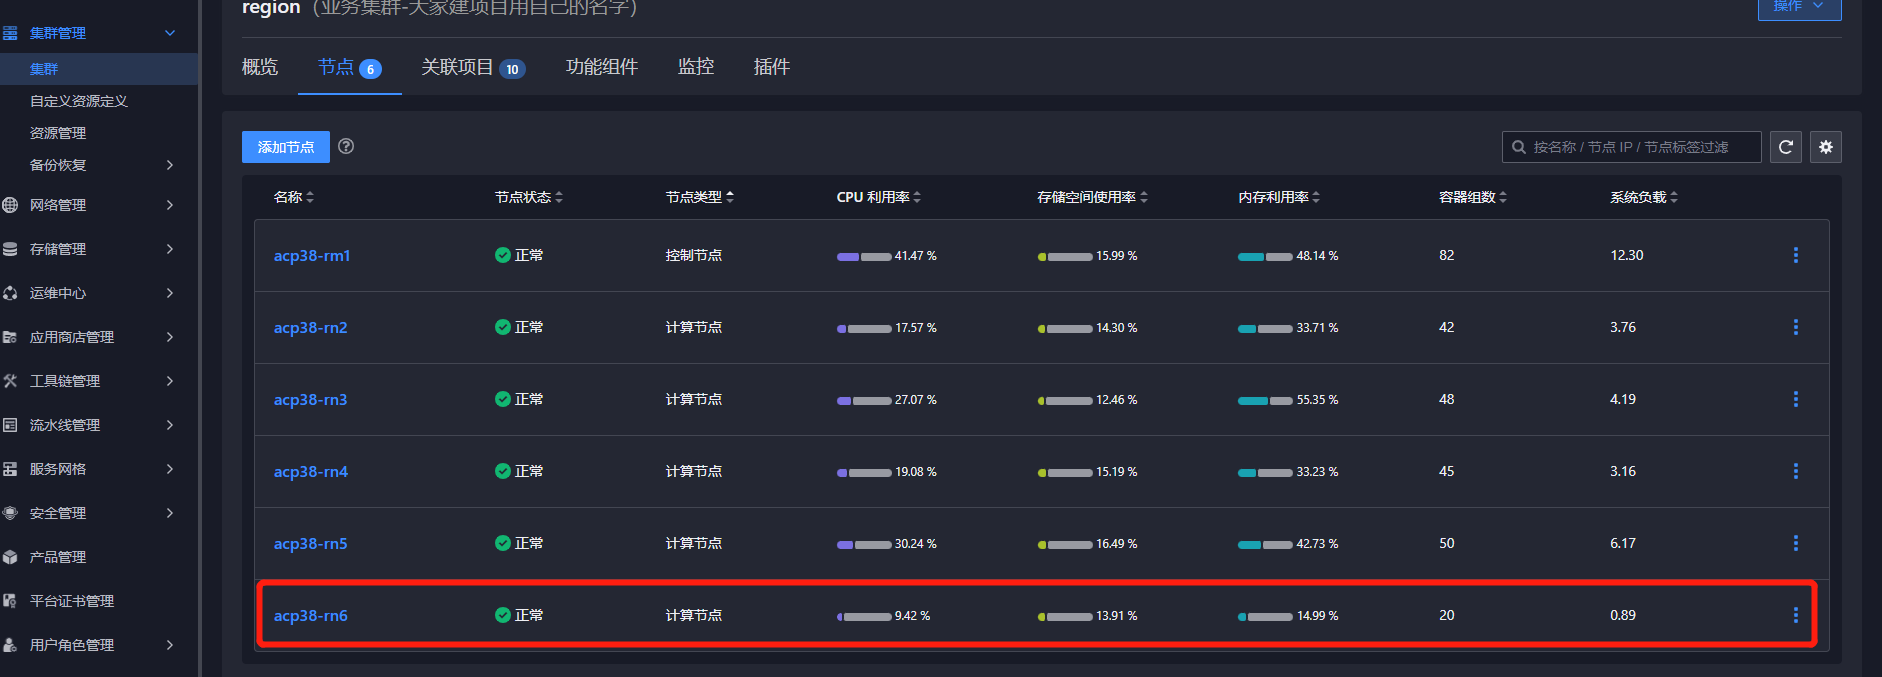 集群管理
集群
自定义资源定义
资源管理
备份恢复
网络管理
存储管理
运维中心
应用商店管理
工具链管理
流水线管理
服务网格
安全管理
产品管理
平台证书管理
用户角色管理
region （业务集群-大家建项目用自己的名字）
操作
概览 节点 6 关联项目 10 功能组件 监控 插件
添加节点
按名称 / 节点 IP / 节点标签过滤
名称 节点状态 节点类型 CPU 利用率 存储空间使用率 内存利用率 容器组数 系统负载
acp38-rm1 正常 控制节点 41.47 % 15.99 % 48.14 % 82 12.30
acp38-rn2 正常 计算节点 17.57 % 14.30 % 33.71 % 42 3.76
acp38-rn3 正常 计算节点 27.07 % 12.46 % 55.35 % 48 4.19
acp38-rn4 正常 计算节点 19.08 % 15.19 % 33.23 % 45 3.16
acp38-rn5 正常 计算节点 30.24 % 16.49 % 42.73 % 50 6.17
acp38-rn6 正常 计算节点 9.42 % 13.91 % 14.99 % 20 0.89